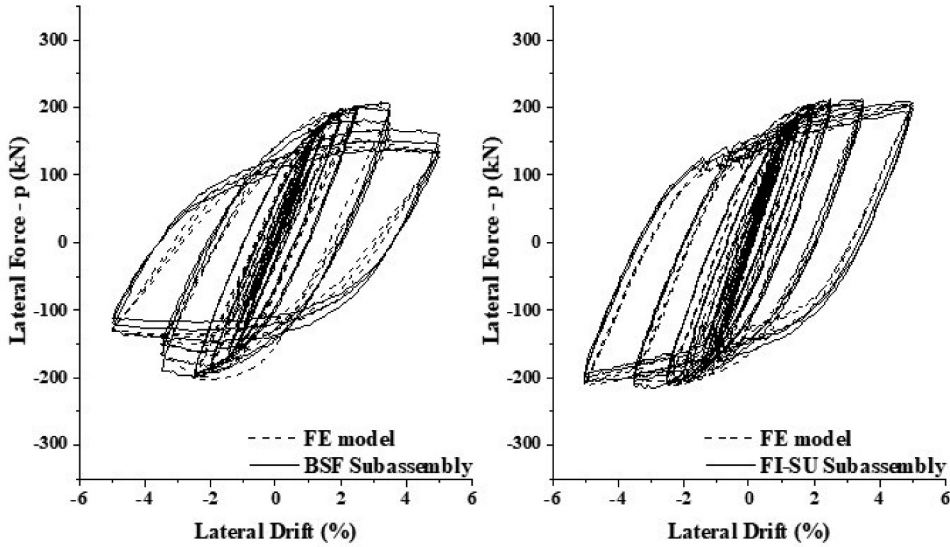 300
200
100
0
-100
-200
-300
Lateral Force - p (kN)
FE model
BSF Subassembly
-6 -4 -2 0 2 4 6
Lateral Drift (%)
300
200
100
0
-100
-200
-300
Lateral Force - p (kN)
FE model
FI-SU Subassembly
-6 -4 -2 0 2 4 6
Lateral Drift (%)